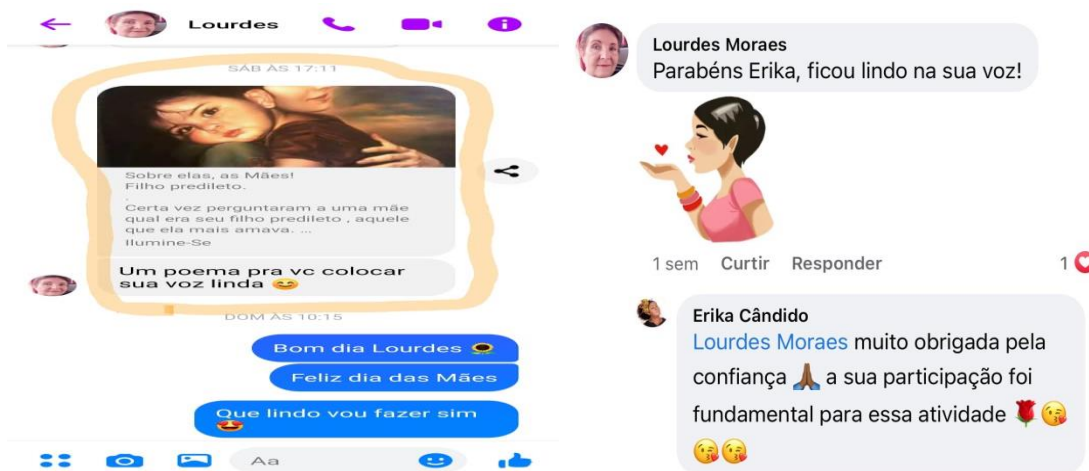 Lourdes
SÁB ÀS 17:11
Sobre elas, as Mães!
Filho predileto.
.
Certa vez perguntaram a uma mãe
qual era seu filho predileto , aquele
que ela mais amava. ...
Ilumine-Se
Um poema pra vc colocar
sua voz linda 😊
DOM ÀS 10:15
Bom dia Lourdes 🌻
Feliz dia das Mães
Que lindo vou fazer sim
🤩
Aa
Lourdes Moraes
Parabéns Erika, ficou lindo na sua voz!
1 sem Curtir Responder 1
Erika Cândido
Lourdes Moraes muito obrigada pela
confiança 🙏🏾 a sua participação foi
fundamental para essa atividade 🌹😘
😘😘